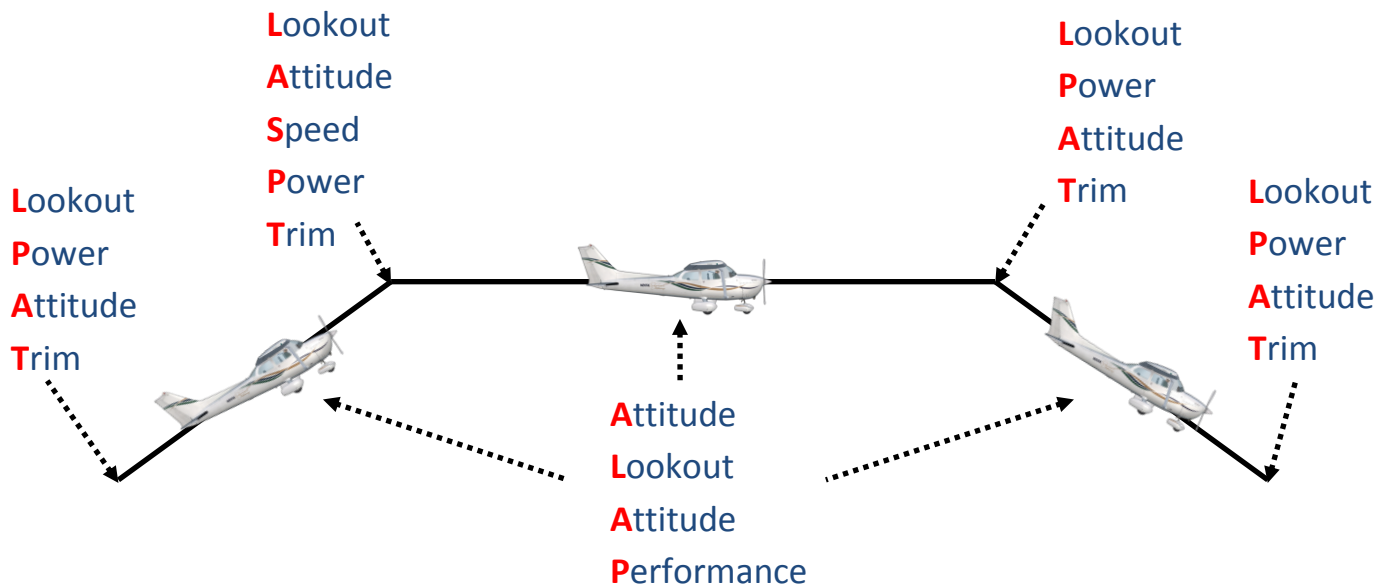 Lookout
Power
Attitude
Trim
Lookout
Attitude
Speed
Power
Trim
Attitude
Lookout
Attitude
Performance
Lookout
Power
Attitude
Trim
Lookout
Power
Attitude
Trim